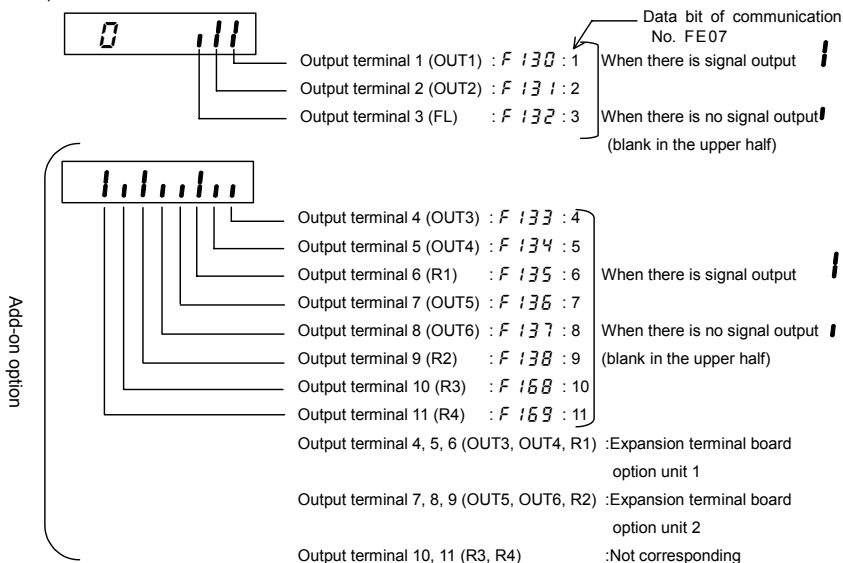 Data bit of communication
No. FE07
0 ,11
Output terminal 1 (OUT1) : F130 : 1 When there is signal output
Output terminal 2 (OUT2) : F131 : 2
Output terminal 3 (FL) : F132 : 3 When there is no signal output
(blank in the upper half)
Output terminal 4 (OUT3) : F133 : 4
Output terminal 5 (OUT4) : F134 : 5
Output terminal 6 (R1) : F135 : 6 When there is signal output
Output terminal 7 (OUT5) : F136 : 7
Output terminal 8 (OUT6) : F137 : 8 When there is no signal output
Output terminal 9 (R2) : F138 : 9 (blank in the upper half)
Output terminal 10 (R3) : F168 : 10
Output terminal 11 (R4) : F169 : 11
Output terminal 4, 5, 6 (OUT3, OUT4, R1) :Expansion terminal board
option unit 1
Output terminal 7, 8, 9 (OUT5, OUT6, R2) :Expansion terminal board
option unit 2
Output terminal 10, 11 (R3, R4) :Not corresponding
Add-on option